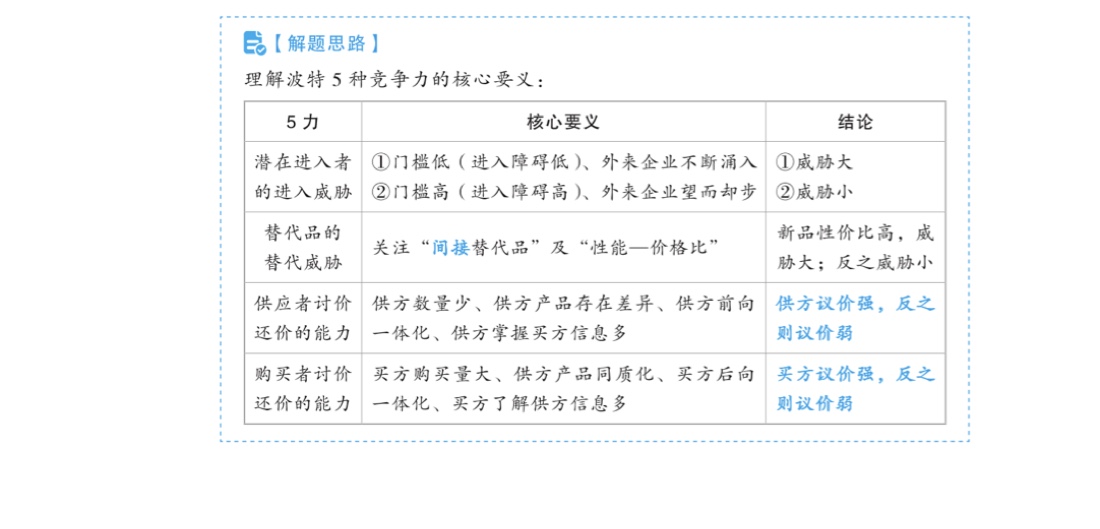 【解题思路】
理解波特 5 种竞争力的核心要义：
5 力
核心要义
结论
潜在进入者
的进入威胁
①门槛低（进入障碍低）、外来企业不断涌入
②门槛高（进入障碍高）、外来企业望而却步
①威胁大
②威胁小
替代品的
替代威胁
关注“间接替代品”及“性能—价格比”
新品性价比高，威
胁大；反之威胁小
供应者讨价
还价的能力
供方数量少、供方产品存在差异、供方前向
一体化、供方掌握买方信息多
供方议价强，反之
则议价弱
购买者讨价
还价的能力
买方购买量大、供方产品同质化、买方后向
一体化、买方了解供方信息多
买方议价强，反之
则议价弱